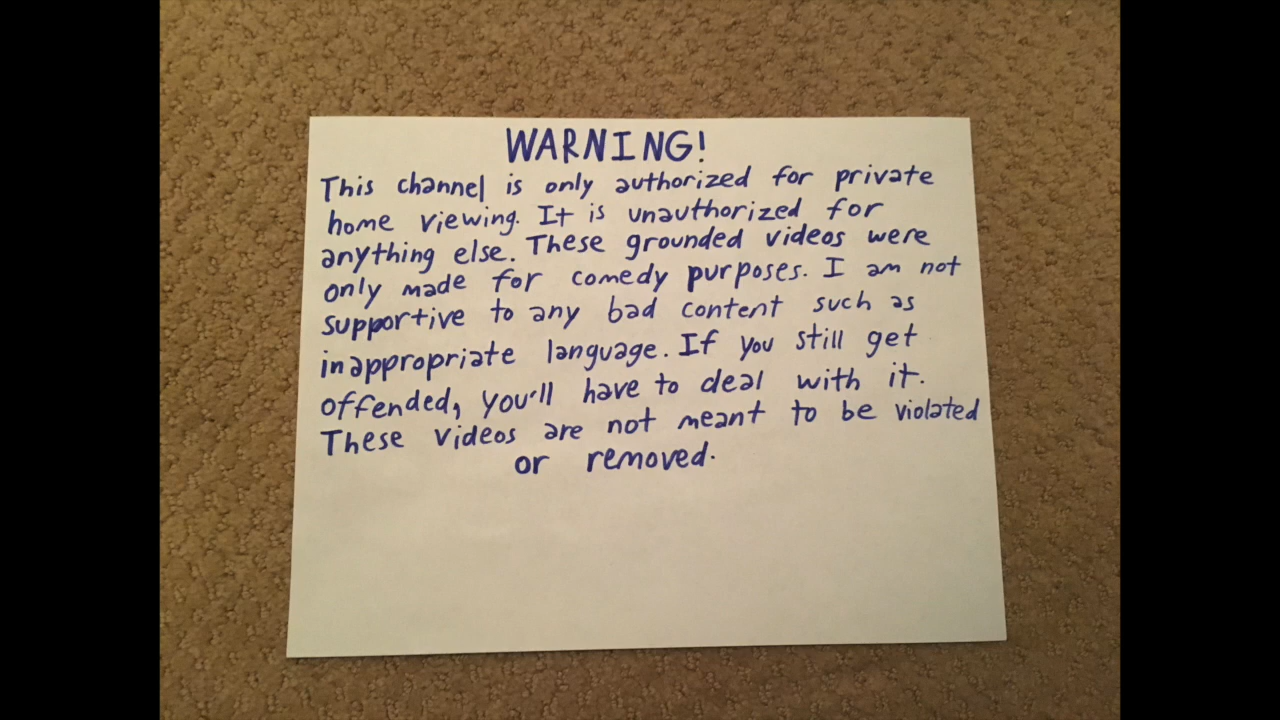 WARNING!
This channel is only authorized for private
home viewing. It is unauthorized for
anything else. These grounded videos were
only made for comedy purposes. I am not
supportive to any bad content such as
inappropriate language. If you still get
offended, you'll have to deal with it.
These videos are not meant to be violated
or removed.